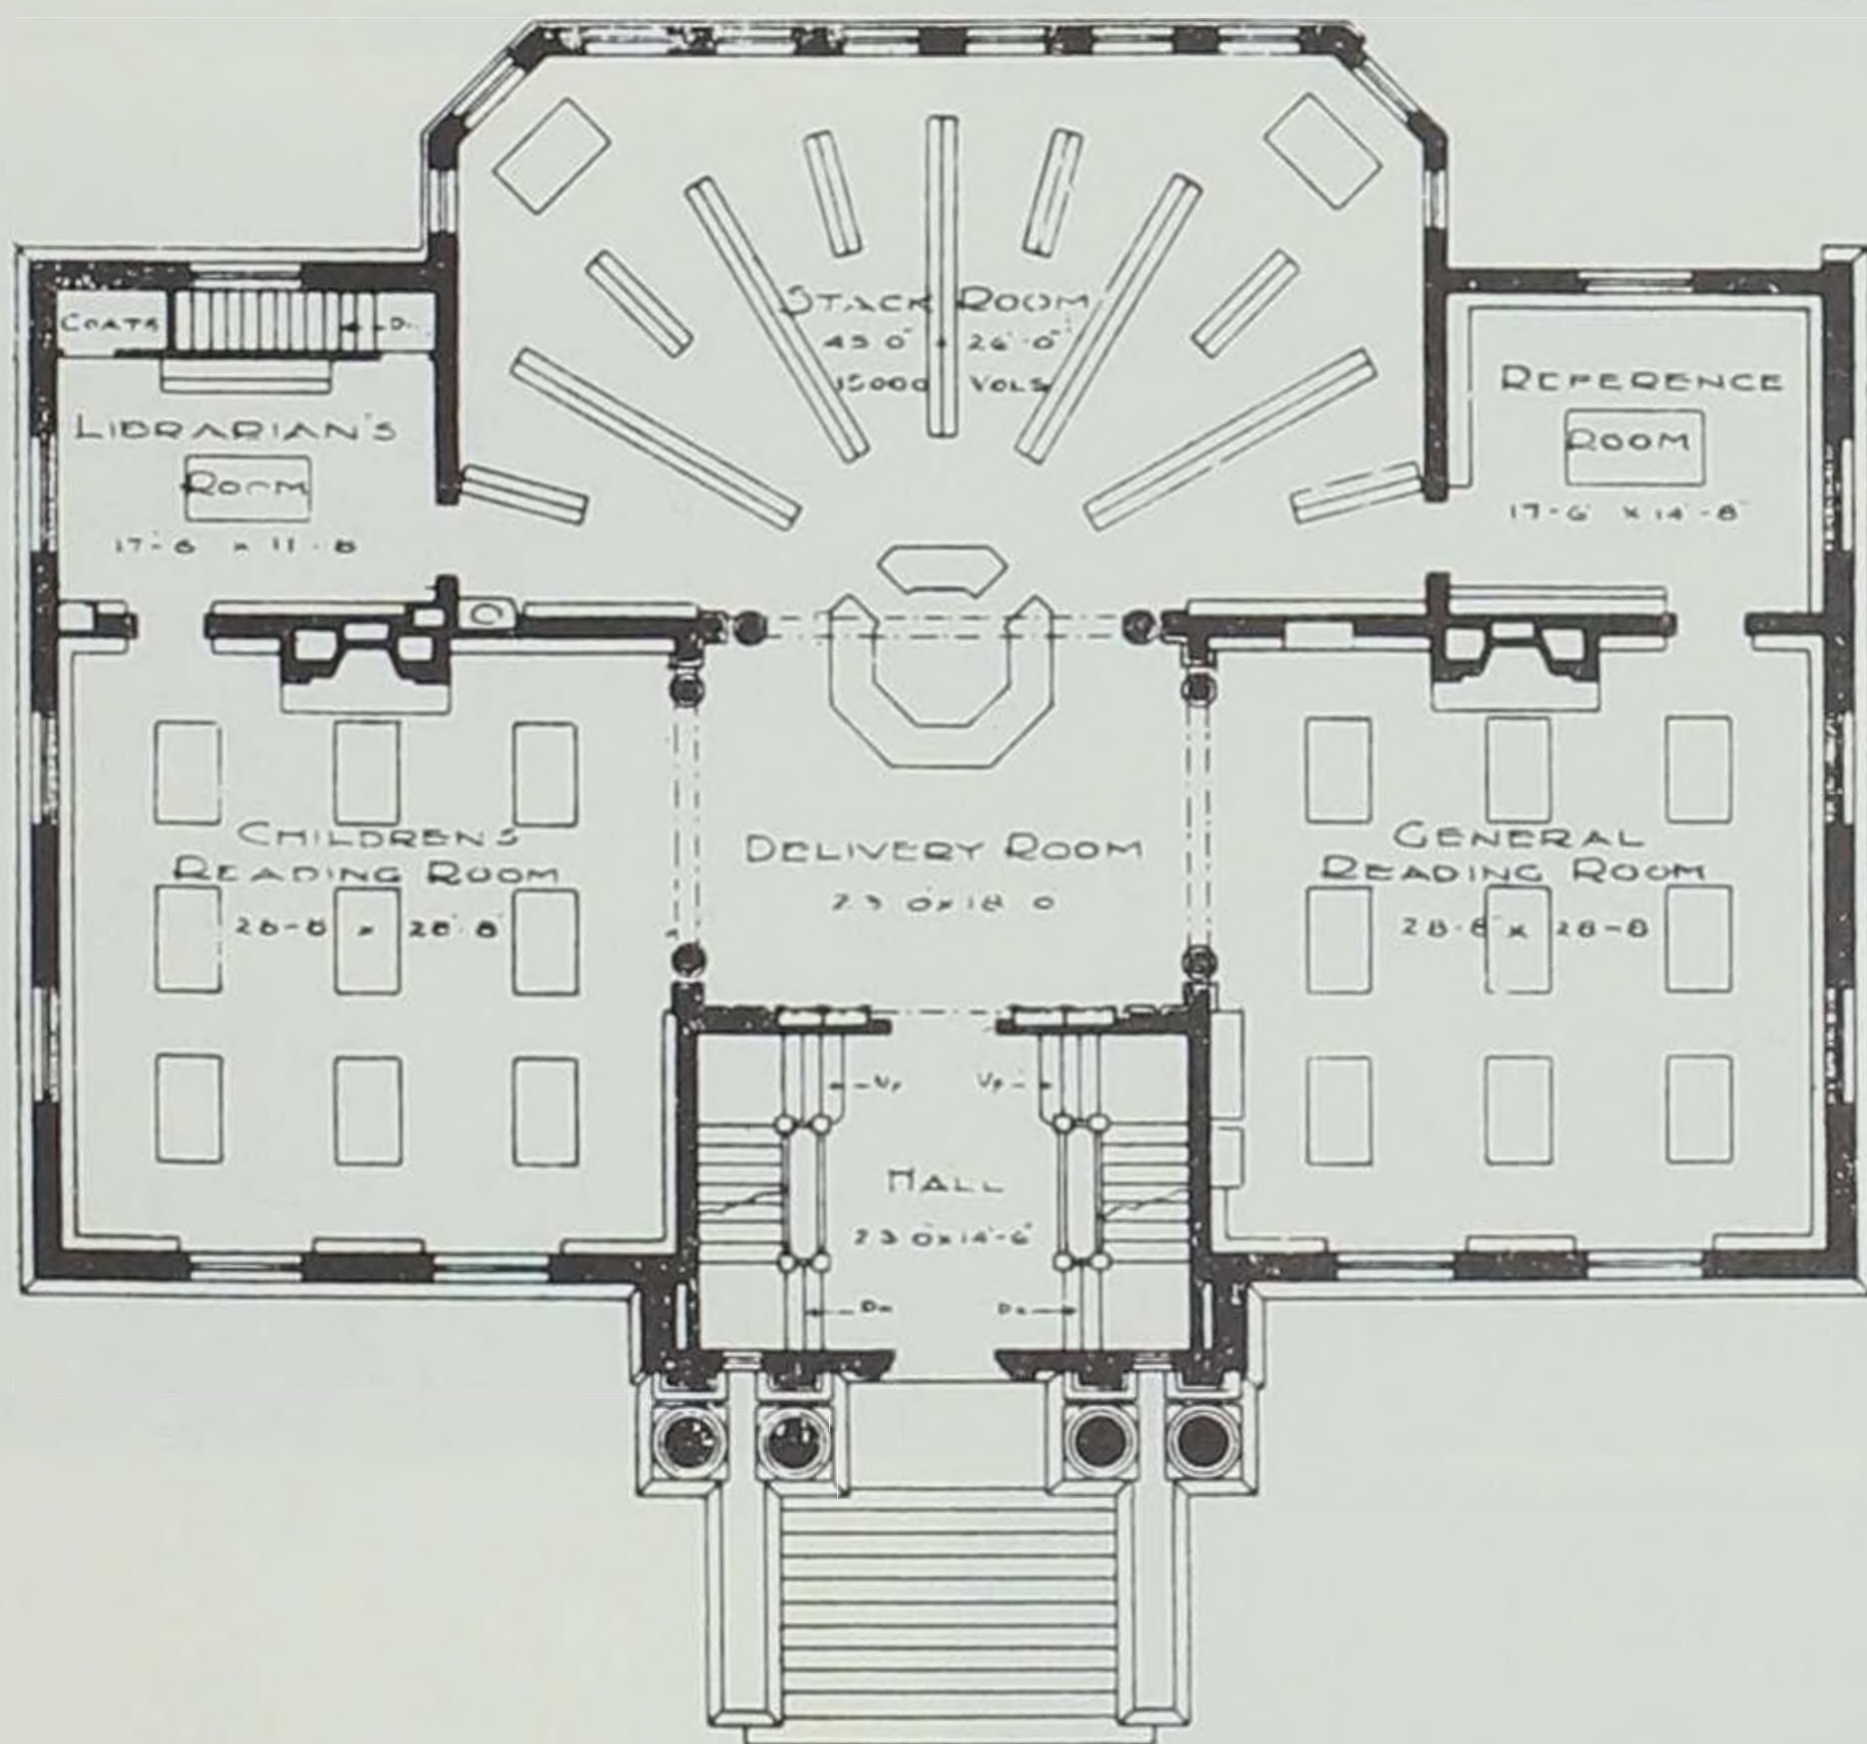 STACK ROOM
45'0" x 26'-0"
15000 VOLS
COATS
D
LIBRARIAN'S
ROOM
17-8 x 11-8
REFERENCE
ROOM
17-6 x 14'-8"
CHILDRENS
READING ROOM
28-8 x 28'8
DELIVERY ROOM
23 0 x 18 0
GENERAL
READING ROOM
28-8" x 28-8
Up
Up
HALL
23 0 x 14'-6"
Dn
Dn